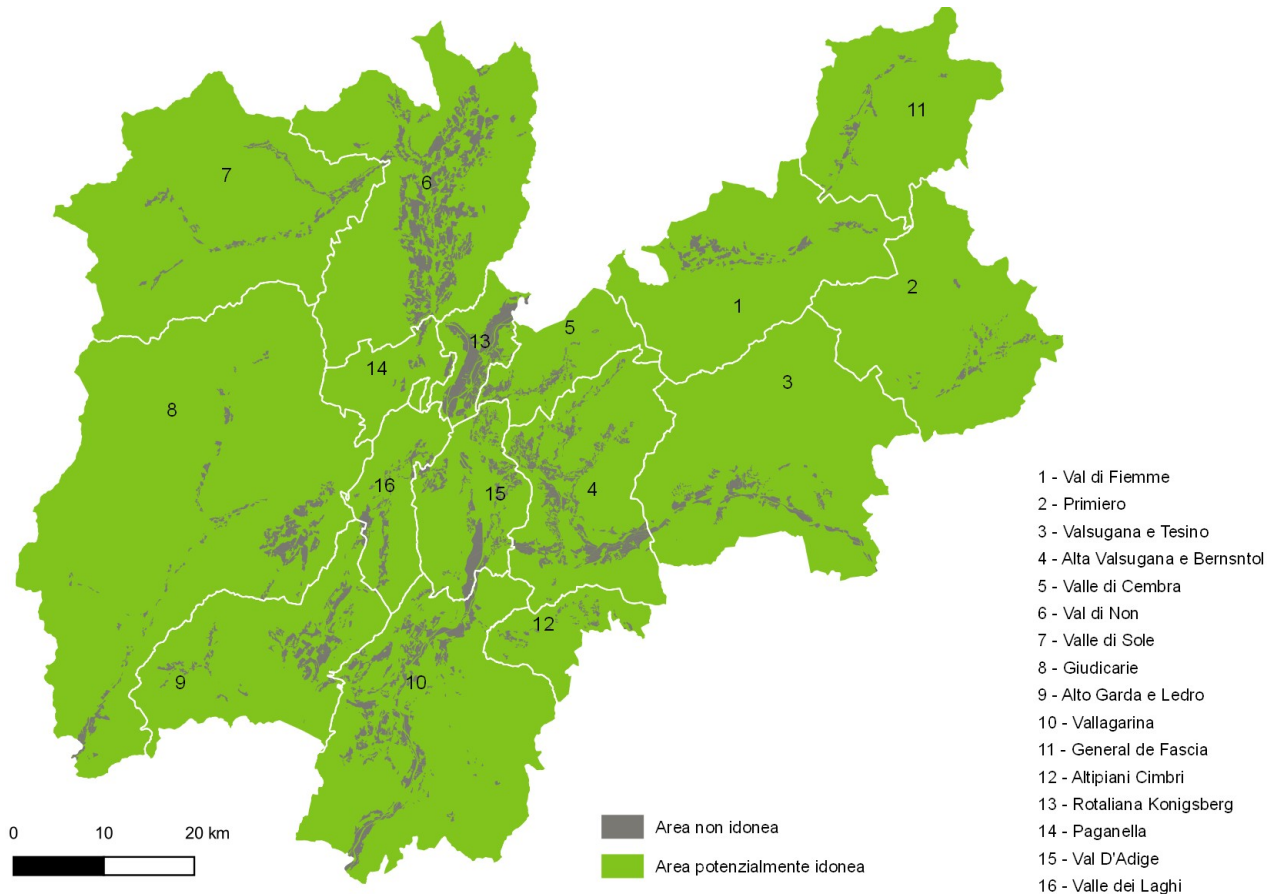 11
7
6
2
1
5
13
14
3
8
16
15
4
12
9
10
1 - Val di Fiemme
2 - Primiero
3 - Valsugana e Tesino
4 - Alta Valsugana e Bernsntol
5 - Valle di Cembra
6 - Val di Non
7 - Valle di Sole
8 - Giudicarie
9 - Alto Garda e Ledro
10 - Vallagarina
11 - General de Fascia
12 - Altipiani Cimbri
13 - Rotaliana Konigsberg
14 - Paganella
15 - Val D'Adige
16 - Valle dei Laghi
0 10 20 km
Area non idonea
Area potenzialmente idonea